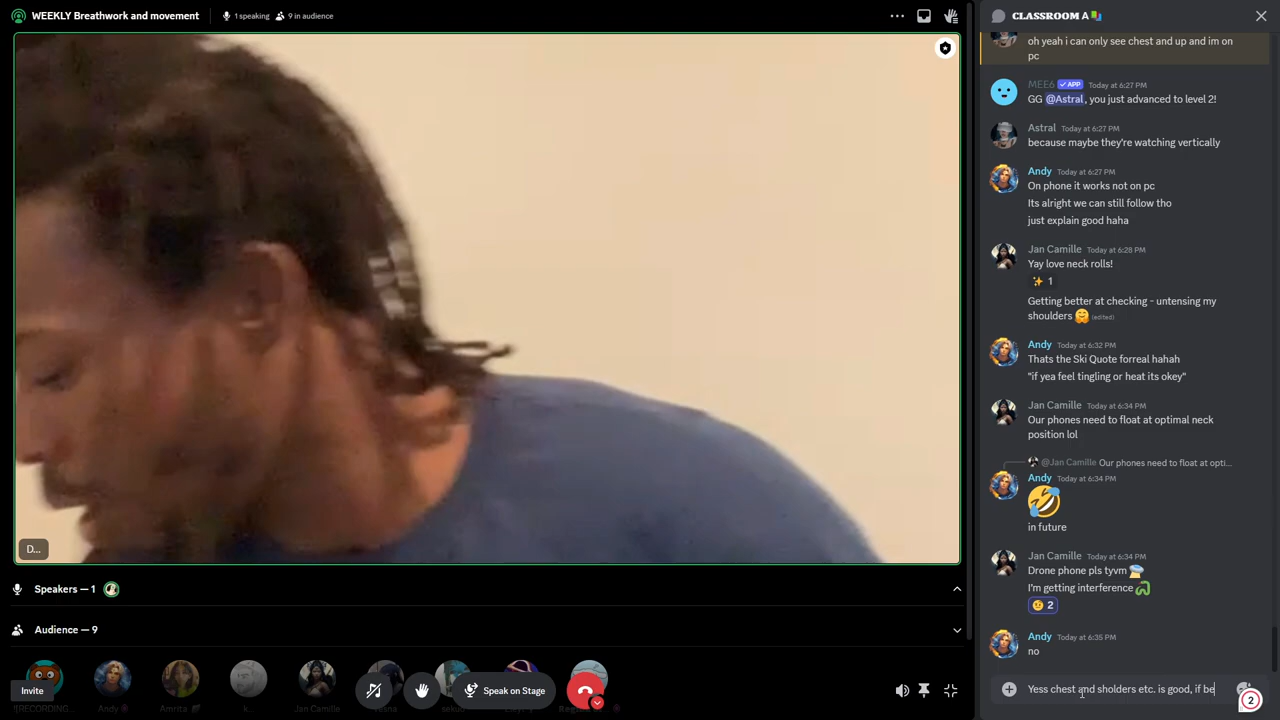 WEEKLY Breathwork and movement
1 speaking 9 in audience
D...
Speakers — 1
Audience — 9
Invite
Jan Camille
Speak on Stage
CLASSROOM A
oh yeah i can only see chest and up and im on
pc
MEE6 APP Today at 6:27 PM
GG @Astral, you just advanced to level 2!
Astral Today at 6:27 PM
because maybe they're watching vertically
Andy Today at 6:27 PM
On phone it works not on pc
Its alright we can still follow tho
just explain good haha
Jan Camille Today at 6:28 PM
Yay love neck rolls!
✨ 1
Getting better at checking - untensing my
shoulders 🤗 (edited)
Andy Today at 6:32 PM
Thats the Ski Quote forreal hahah
"if yea feel tingling or heat its okey"
Jan Camille Today at 6:34 PM
Our phones need to float at optimal neck
position lol
@Jan Camille Our phones need to float at opti...
Andy Today at 6:34 PM
🤣
in future
Jan Camille Today at 6:34 PM
Drone phone pls tyvm
I'm getting interference
2
Andy Today at 6:35 PM
no
Yess chest and sholders etc. is good, if be
2